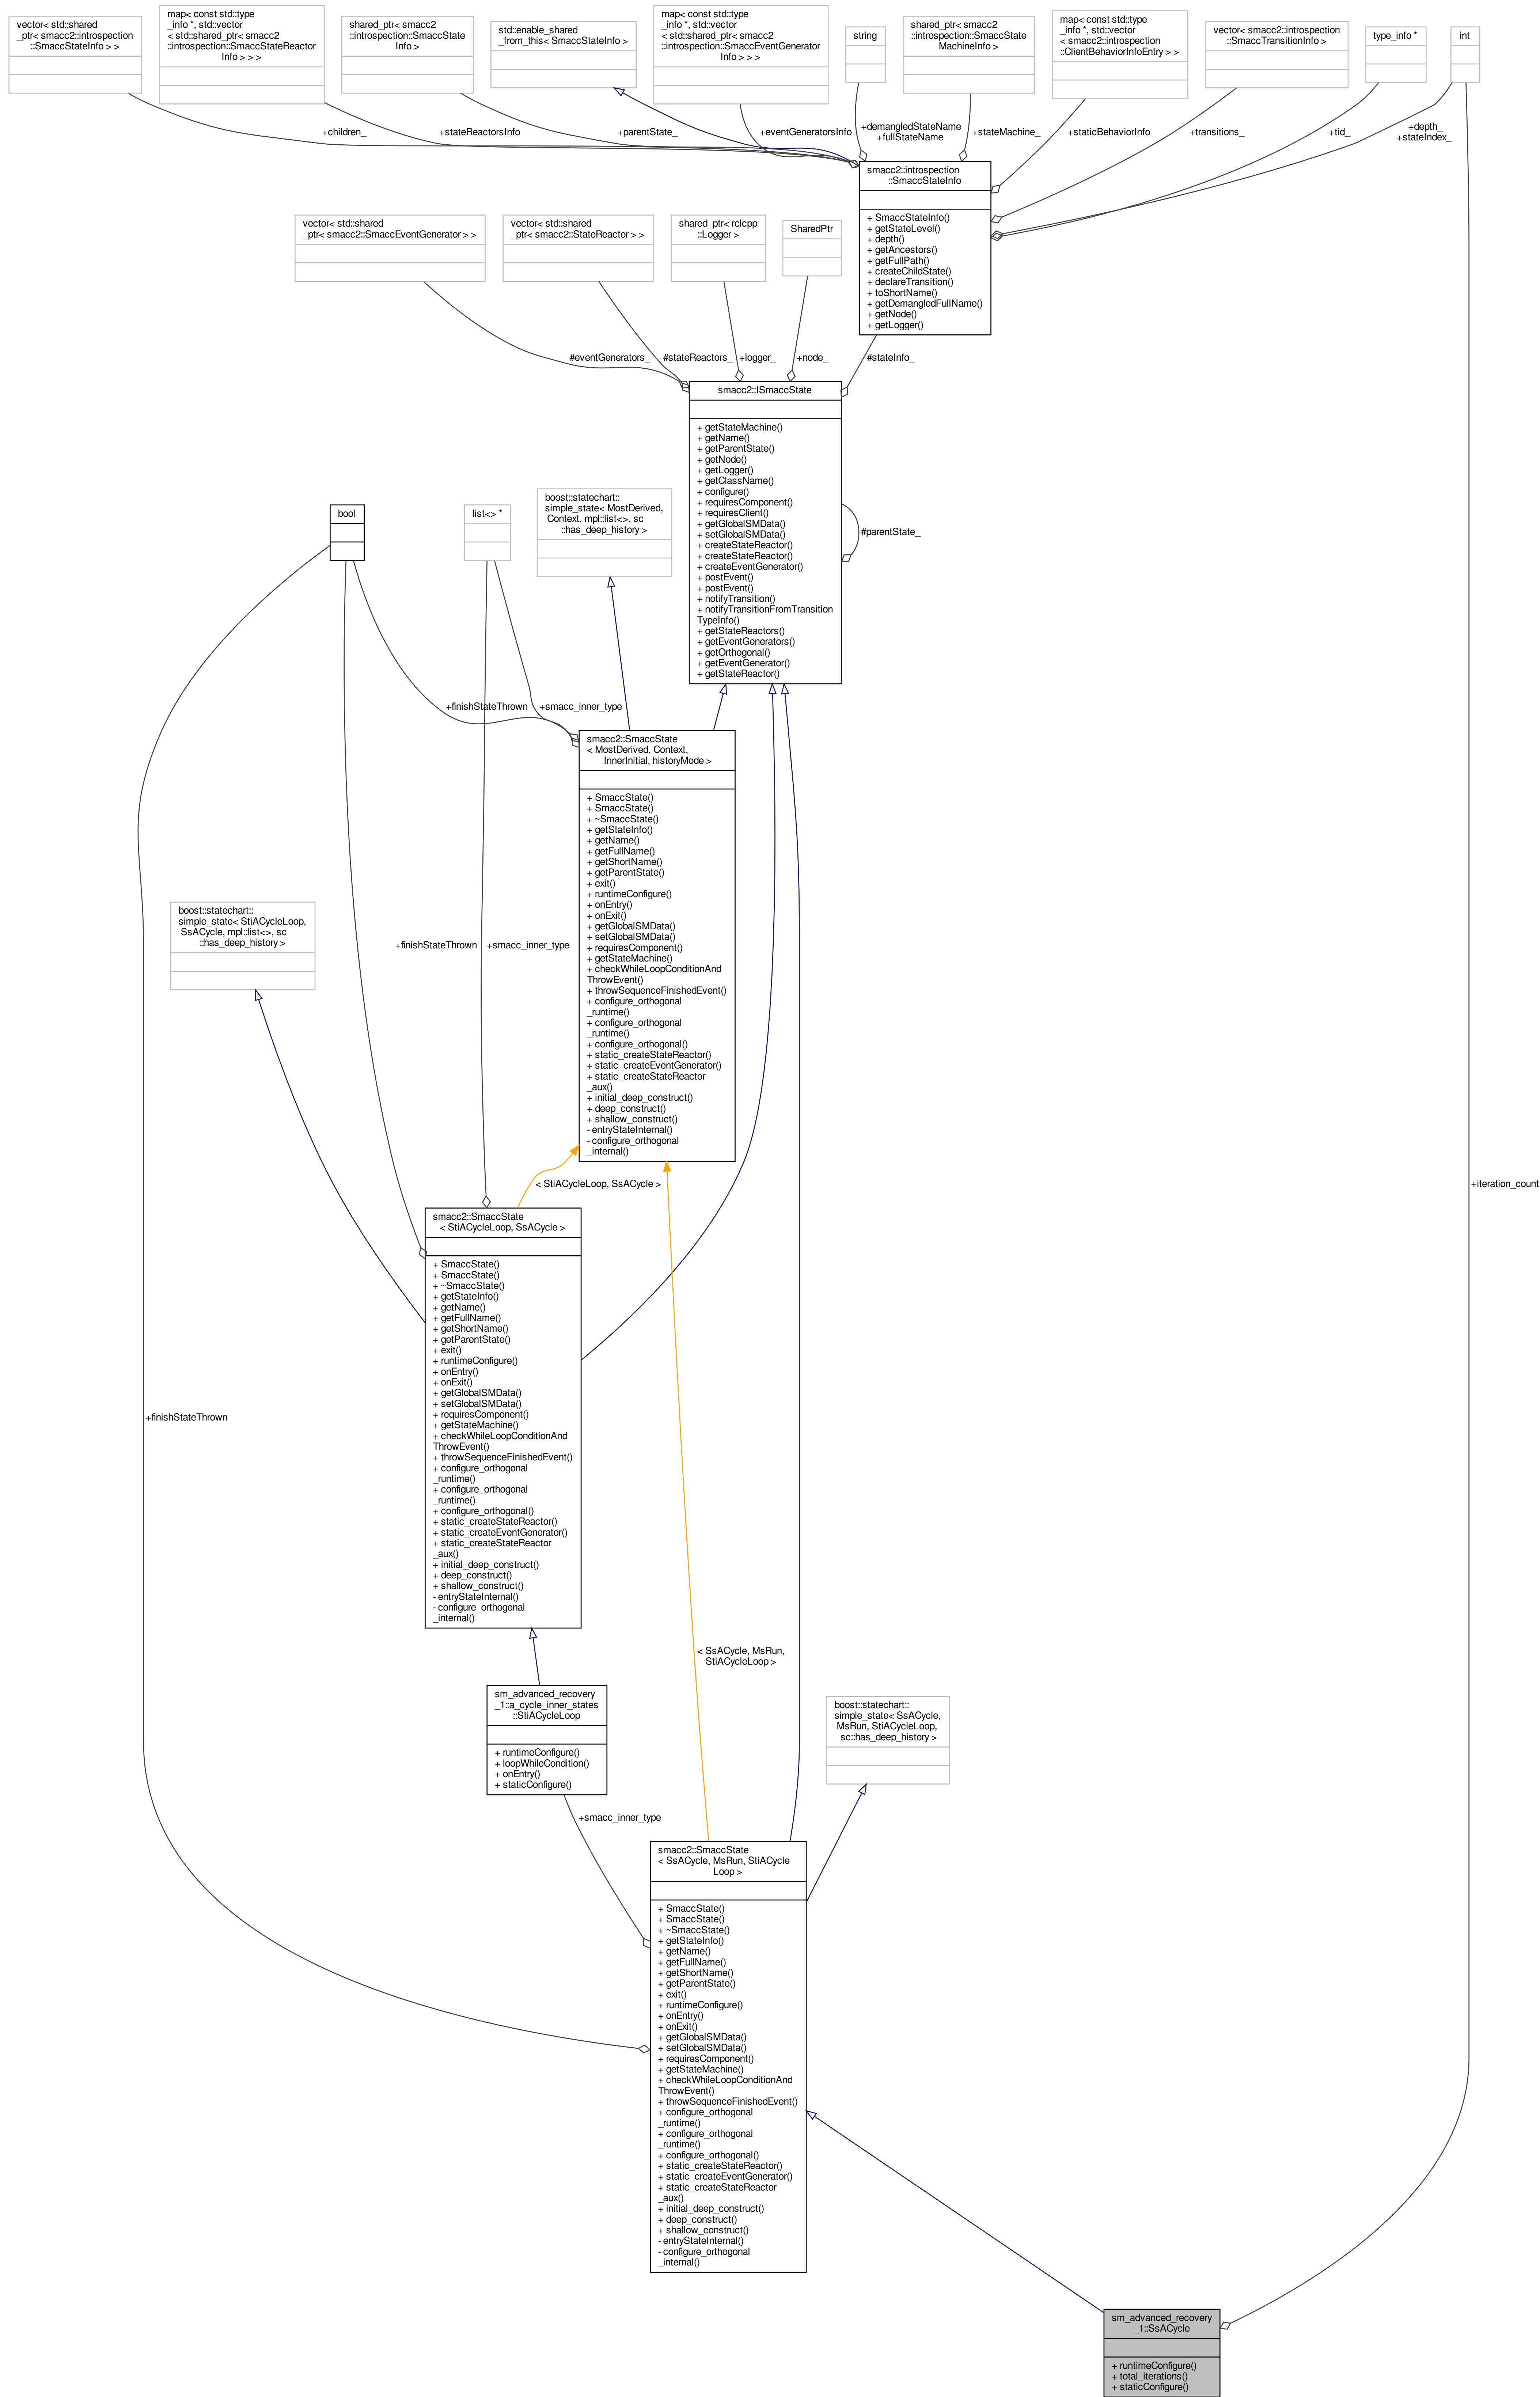 vector< std::shared
_ptr< smacc2::introspection
::SmaccStateInfo > >
map< const std::type
_info *, std::vector
< std::shared_ptr< smacc2
::introspection::SmaccStateReactor
Info > > >
shared_ptr< smacc2
::introspection::SmaccState
Info >
std::enable_shared
_from_this< SmaccStateInfo >
map< const std::type
_info *, std::vector
< std::shared_ptr< smacc2
::introspection::SmaccEventGenerator
Info > > >
string
shared_ptr< smacc2
::introspection::SmaccState
MachineInfo >
map< const std::type
_info *, std::vector
< smacc2::introspection
::ClientBehaviorInfoEntry > >
vector< smacc2::introspection
::SmaccTransitionInfo >
type_info *
int
+children_
+stateReactorsInfo
+parentState_
+eventGeneratorsInfo
+demangledStateName
+fullStateName
+stateMachine_
+staticBehaviorInfo
+transitions_
+tid_
+depth_
+stateIndex_
smacc2::introspection
::SmaccStateInfo
+ SmaccStateInfo()
+ getStateLevel()
+ depth()
+ getAncestors()
+ getFullPath()
+ createChildState()
+ declareTransition()
+ toShortName()
+ getDemangledFullName()
+ getNode()
+ getLogger()
vector< std::shared
_ptr< smacc2::SmaccEventGenerator > >
vector< std::shared
_ptr< smacc2::StateReactor > >
shared_ptr< rclcpp
::Logger >
SharedPtr
#eventGenerators_
#stateReactors_
+logger_
+node_
#stateInfo_
smacc2::ISmaccState
+ getStateMachine()
+ getName()
+ getParentState()
+ getNode()
+ getLogger()
+ getClassName()
+ configure()
+ requiresComponent()
+ requiresClient()
+ getGlobalSMData()
+ setGlobalSMData()
+ createStateReactor()
+ createStateReactor()
+ createEventGenerator()
+ postEvent()
+ postEvent()
+ notifyTransition()
+ notifyTransitionFromTransition
TypeInfo()
+ getStateReactors()
+ getEventGenerators()
+ getOrthogonal()
+ getEventGenerator()
+ getStateReactor()
#parentState_
bool
list<> *
boost::statechart::
simple_state< MostDerived,
Context, mpl::list<>, sc
::has_deep_history >
+finishStateThrown
+smacc_inner_type
smacc2::SmaccState
< MostDerived, Context,
InnerInitial, historyMode >
+ SmaccState()
+ SmaccState()
+ ~SmaccState()
+ getStateInfo()
+ getName()
+ getFullName()
+ getShortName()
+ getParentState()
+ exit()
+ runtimeConfigure()
+ onEntry()
+ onExit()
+ getGlobalSMData()
+ setGlobalSMData()
+ requiresComponent()
+ getStateMachine()
+ checkWhileLoopConditionAnd
ThrowEvent()
+ throwSequenceFinishedEvent()
+ configure_orthogonal
_runtime()
+ configure_orthogonal
_runtime()
+ configure_orthogonal()
+ static_createStateReactor()
+ static_createEventGenerator()
+ static_createStateReactor
_aux()
+ initial_deep_construct()
+ deep_construct()
+ shallow_construct()
- entryStateInternal()
- configure_orthogonal
_internal()
boost::statechart::
simple_state< StiACycleLoop,
SsACycle, mpl::list<>, sc
::has_deep_history >
+finishStateThrown
+smacc_inner_type
< StiACycleLoop, SsACycle >
+iteration_count
smacc2::SmaccState
< StiACycleLoop, SsACycle >
+ SmaccState()
+ SmaccState()
+ ~SmaccState()
+ getStateInfo()
+ getName()
+ getFullName()
+ getShortName()
+ getParentState()
+ exit()
+ runtimeConfigure()
+ onEntry()
+ onExit()
+ getGlobalSMData()
+ setGlobalSMData()
+ requiresComponent()
+ getStateMachine()
+ checkWhileLoopConditionAnd
ThrowEvent()
+ throwSequenceFinishedEvent()
+ configure_orthogonal
_runtime()
+ configure_orthogonal
_runtime()
+ configure_orthogonal()
+ static_createStateReactor()
+ static_createEventGenerator()
+ static_createStateReactor
_aux()
+ initial_deep_construct()
+ deep_construct()
+ shallow_construct()
- entryStateInternal()
- configure_orthogonal
_internal()
+finishStateThrown
< SsACycle, MsRun,
StiACycleLoop >
sm_advanced_recovery
_1::a_cycle_inner_states
::StiACycleLoop
+ runtimeConfigure()
+ loopWhileCondition()
+ onEntry()
+ staticConfigure()
boost::statechart::
simple_state< SsACycle,
MsRun, StiACycleLoop,
sc::has_deep_history >
+smacc_inner_type
smacc2::SmaccState
< SsACycle, MsRun, StiACycle
Loop >
+ SmaccState()
+ SmaccState()
+ ~SmaccState()
+ getStateInfo()
+ getName()
+ getFullName()
+ getShortName()
+ getParentState()
+ exit()
+ runtimeConfigure()
+ onEntry()
+ onExit()
+ getGlobalSMData()
+ setGlobalSMData()
+ requiresComponent()
+ getStateMachine()
+ checkWhileLoopConditionAnd
ThrowEvent()
+ throwSequenceFinishedEvent()
+ configure_orthogonal
_runtime()
+ configure_orthogonal
_runtime()
+ configure_orthogonal()
+ static_createStateReactor()
+ static_createEventGenerator()
+ static_createStateReactor
_aux()
+ initial_deep_construct()
+ deep_construct()
+ shallow_construct()
- entryStateInternal()
- configure_orthogonal
_internal()
sm_advanced_recovery
_1::SsACycle
+ runtimeConfigure()
+ total_iterations()
+ staticConfigure()